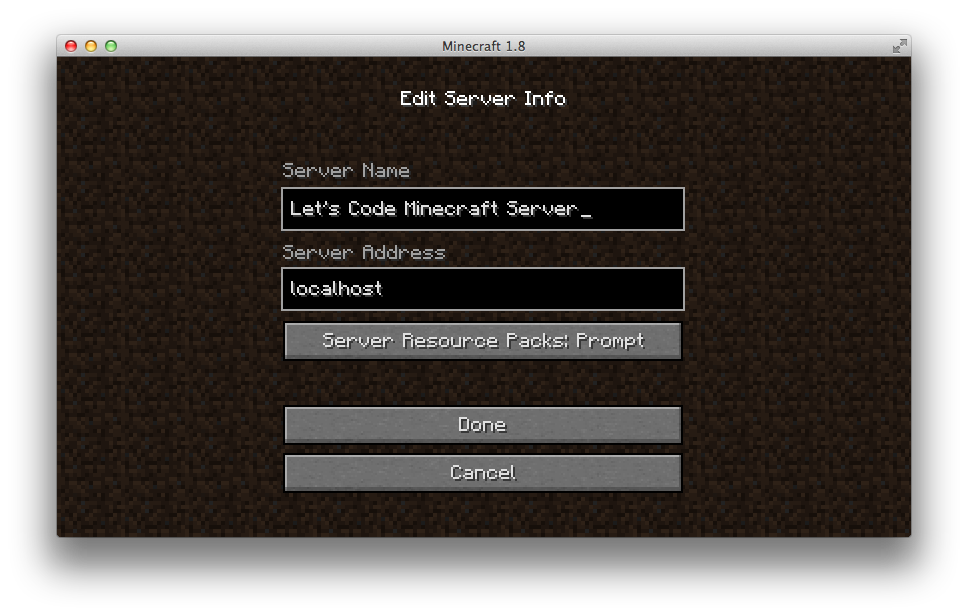 Minecraft 1.8
Edit Server Info
Server Name
Let's Code Minecraft Server_
Server Address
localhost
Server Resource Packs: Prompt
Done
Cancel